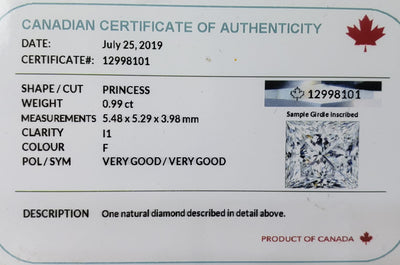 CANADIAN CERTIFICATE OF AUTHENTICITY
DATE: July 25, 2019
CERTIFICATE#: 12998101
SHAPE / CUT PRINCESS
WEIGHT 0.99 ct
MEASUREMENTS 5.48 x 5.29 x 3.98 mm
CLARITY I1
COLOUR F
POL / SYM VERY GOOD / VERY GOOD
12998101
Sample Girdle Inscribed
DESCRIPTION One natural diamond described in detail above.
PRODUCT OF CANADA